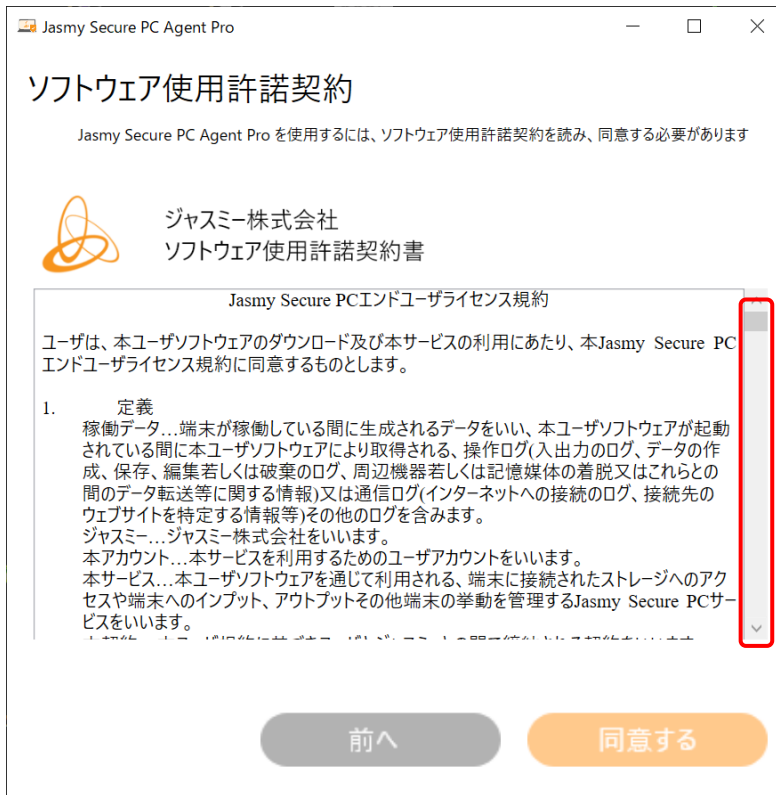 Jasmy Secure PC Agent Pro
ソフトウェア使用許諾契約
Jasmy Secure PC Agent Pro を使用するには、ソフトウェア使用許諾契約を読み、同意する必要があります
ジャスミー株式会社
ソフトウェア使用許諾契約書
Jasmy Secure PCエンドユーザライセンス規約
ユーザは、本ユーザソフトウェアのダウンロード及び本サービスの利用にあたり、本Jasmy Secure PC
エンドユーザライセンス規約に同意するものとします。
1. 定義
稼働データ…端末が稼働している間に生成されるデータをいい、本ユーザソフトウェアが起動
されている間に本ユーザソフトウェアにより取得される、操作ログ(入出力のログ、データの作
成、保存、編集若しくは破棄のログ、周辺機器若しくは記憶媒体の着脱又はこれらとの
間のデータ転送等に関する情報)又は通信ログ(インターネットへの接続のログ、接続先の
ウェブサイトを特定する情報等)その他のログを含みます。
ジャスミー…ジャスミー株式会社をいいます。
本アカウント…本サービスを利用するためのユーザアカウントをいいます。
本サービス…本ユーザソフトウェアを通じて利用される、端末に接続されたストレージへのアク
セスや端末へのインプット、アウトプットその他端末の挙動を管理するJasmy Secure PCサー
ビスをいいます。
前へ
同意する